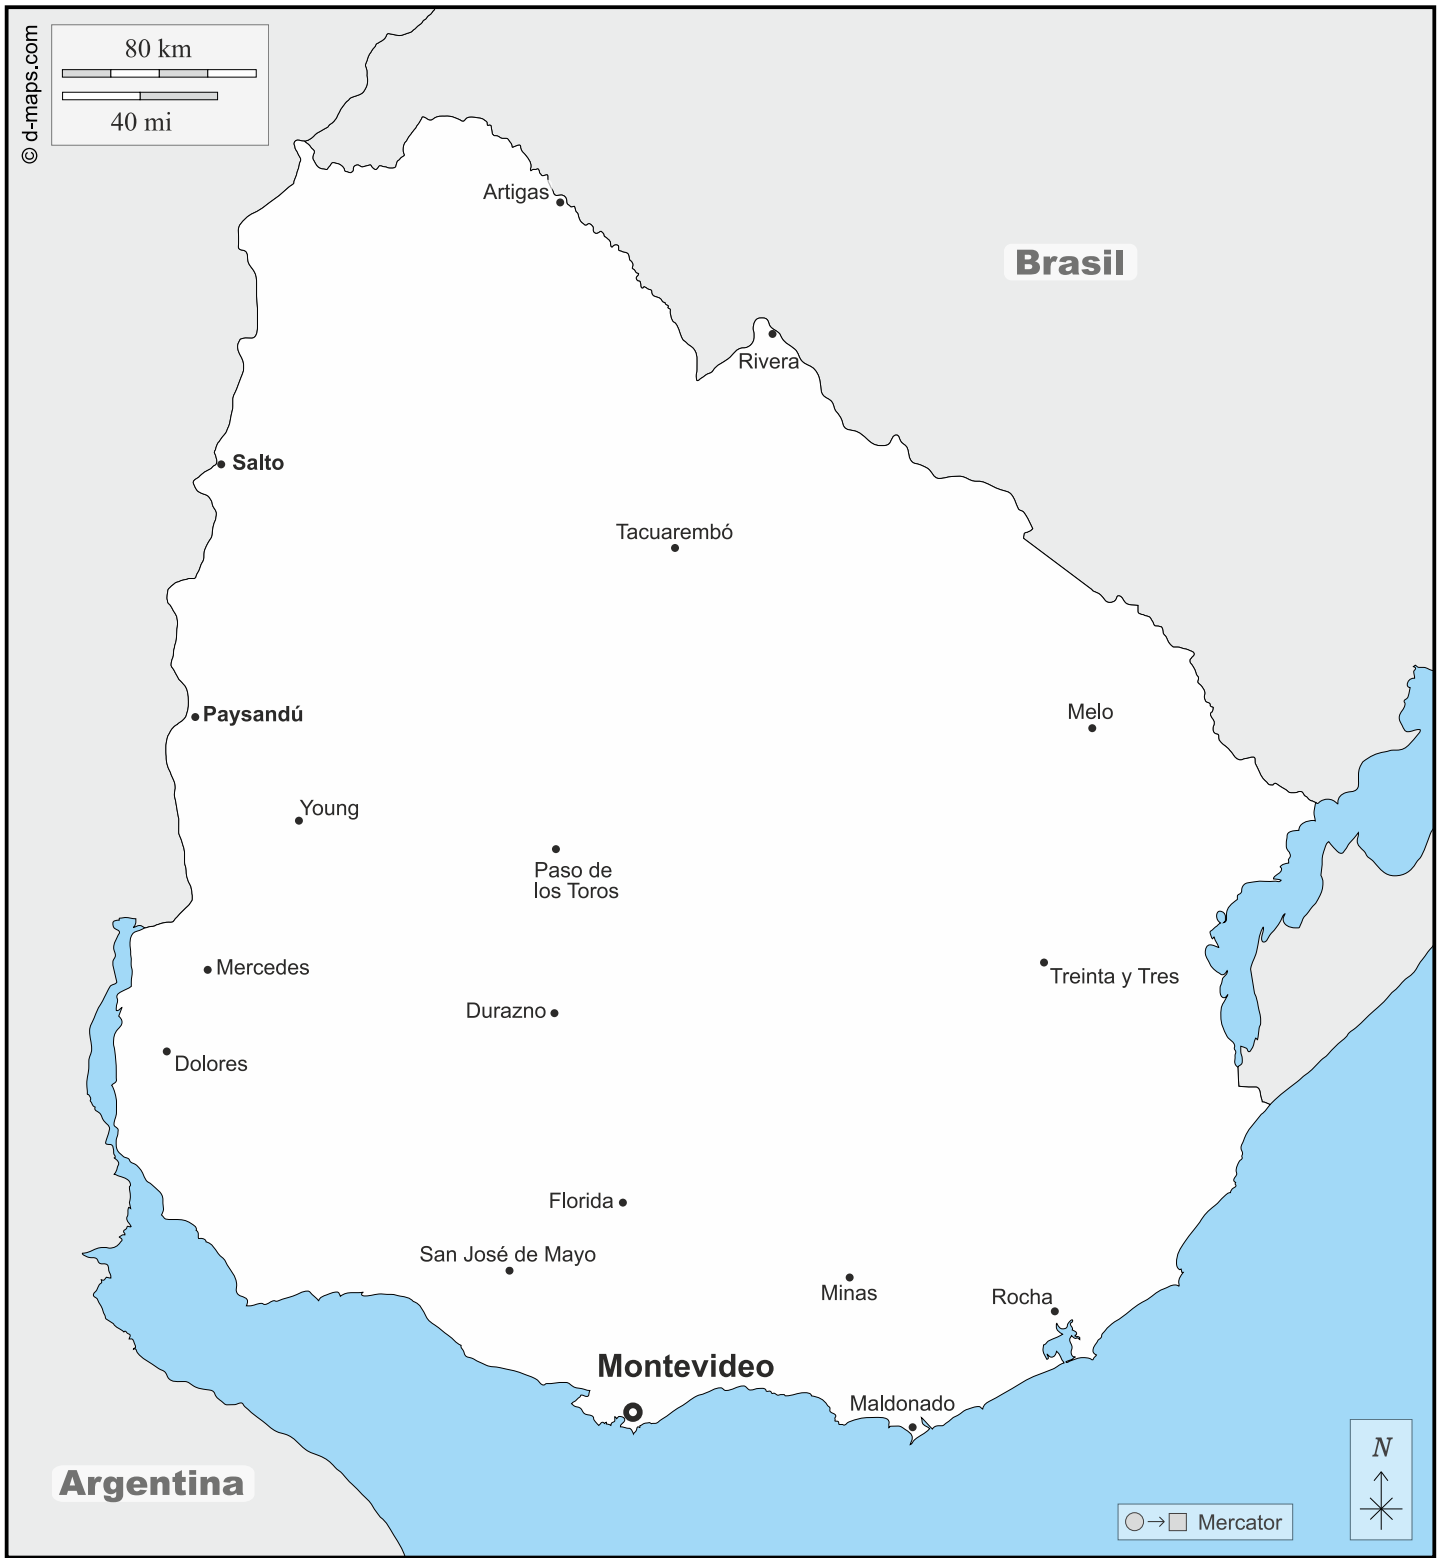 © d-maps.com
80 km
40 mi
Artigas
Brasil
Rivera
Salto
Tacuarembó
Paysandú
Melo
Young
Paso de
los Toros
Mercedes
Treinta y Tres
Durazno
Dolores
Florida
San José de Mayo
Minas
Rocha
Montevideo
Maldonado
Argentina
N
Mercator